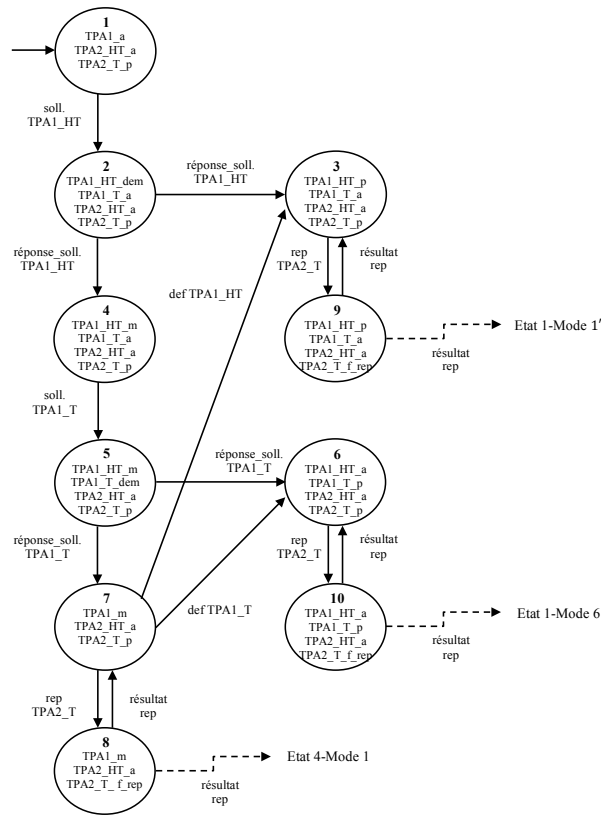 1
TPA1_a
TPA2_HT_a
TPA2_T_p
soll.
TPA1_HT
2
TPA1_HT_dem
TPA1_T_a
TPA2_HT_a
TPA2_T_p
réponse_soll.
TPA1_HT
3
TPA1_HT_p
TPA1_T_a
TPA2_HT_a
TPA2_T_p
réponse_soll.
TPA1_HT
def TPA1_HT
rep
TPA2_T
résultat
rep
4
TPA1_HT_m
TPA1_T_a
TPA2_HT_a
TPA2_T_p
9
TPA1_HT_p
TPA1_T_a
TPA2_HT_a
TPA2_T_f_rep
résultat
rep
Etat 1-Mode 1'
soll.
TPA1_T
5
TPA1_HT_m
TPA1_T_dem
TPA2_HT_a
TPA2_T_p
réponse_soll.
TPA1_T
6
TPA1_HT_a
TPA1_T_p
TPA2_HT_a
TPA2_T_p
réponse_soll.
TPA1_T
rep
TPA2_T
résultat
rep
7
TPA1_m
TPA2_HT_a
TPA2_T_p
def TPA1_T
10
TPA1_HT_a
TPA1_T_p
TPA2_HT_a
TPA2_T_f_rep
résultat
rep
Etat 1-Mode 6
rep
TPA2_T
résultat
rep
8
TPA1_m
TPA2_HT_a
TPA2_T_ f_rep
résultat
rep
Etat 4-Mode 1